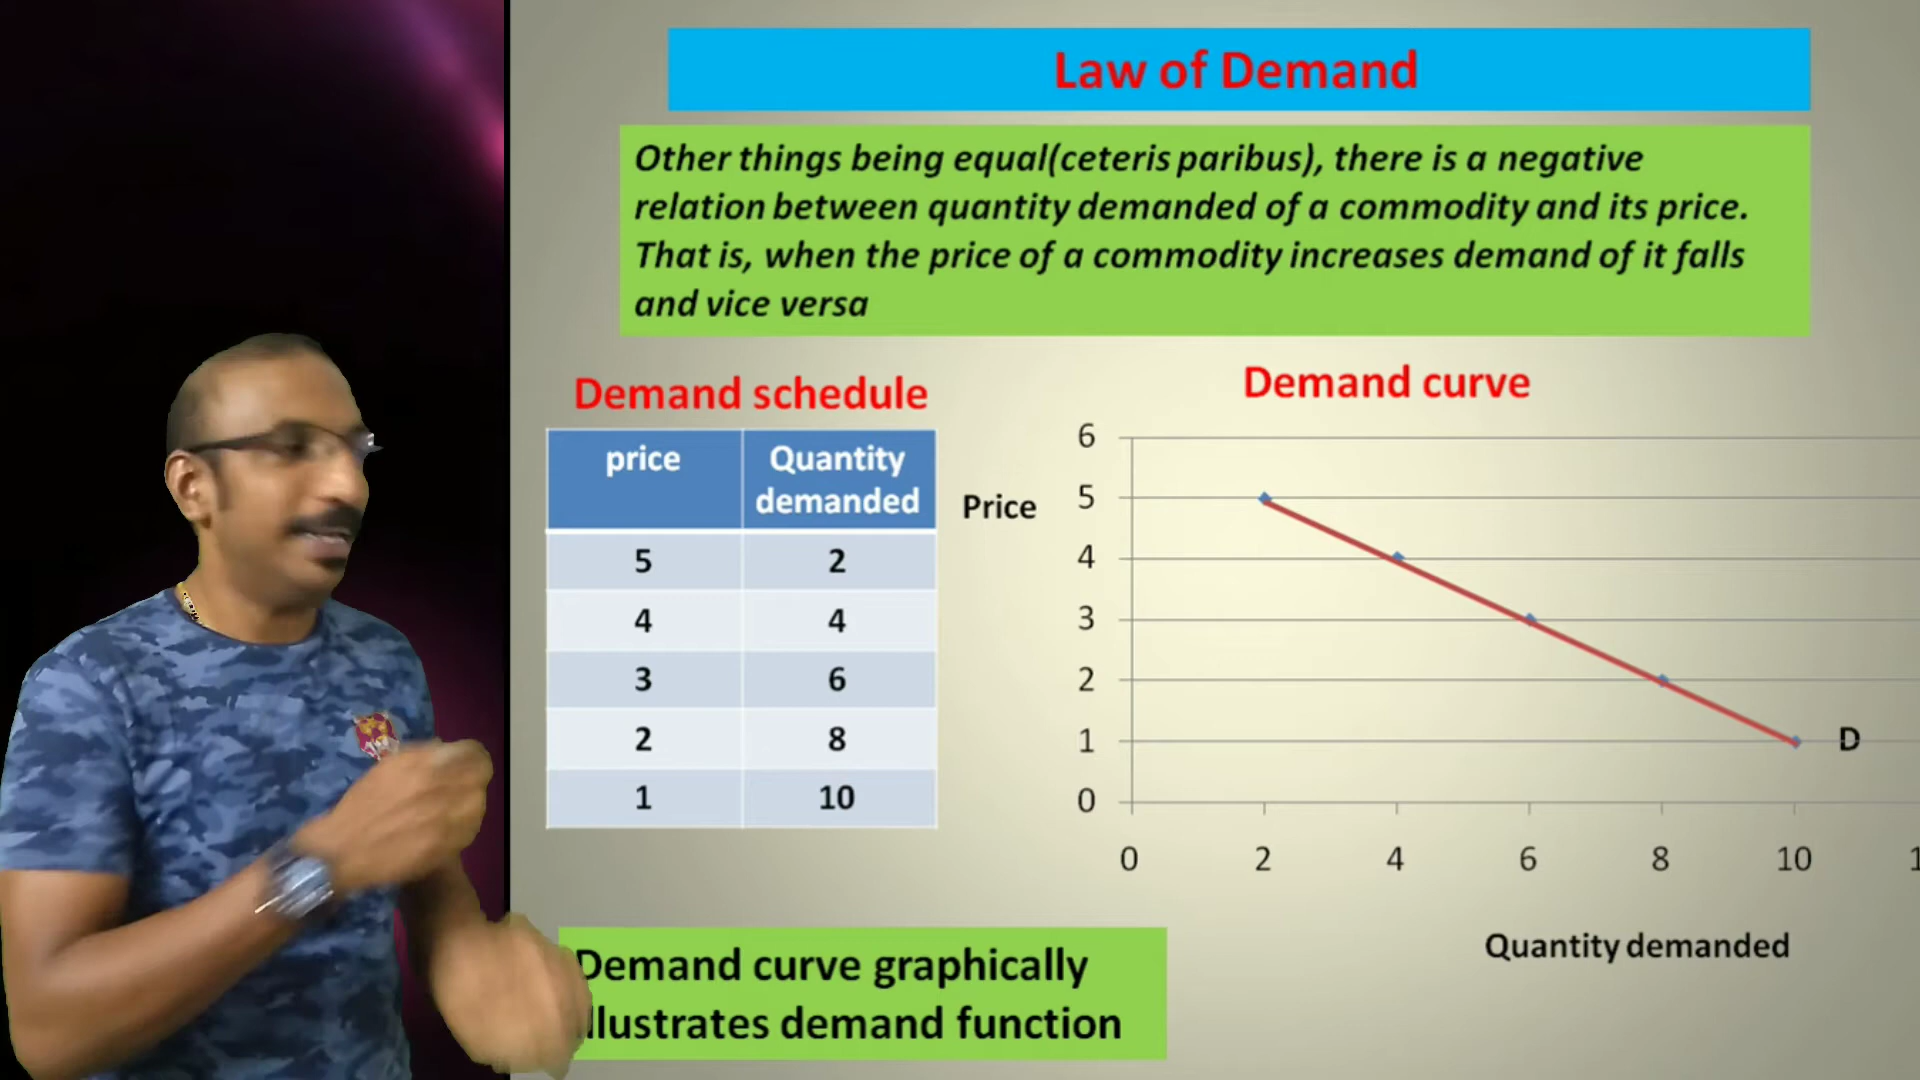 Law of Demand
Other things being equal(ceteris paribus), there is a negative
relation between quantity demanded of a commodity and its price.
That is, when the price of a commodity increases demand of it falls
and vice versa
Demand schedule
price Quantity demanded
5 2
4 4
3 6
2 8
1 10
Demand curve
Price
6
5
4
3
2
1
0
D
0 2 4 6 8 10
Quantity demanded
Demand curve graphically
illustrates demand function